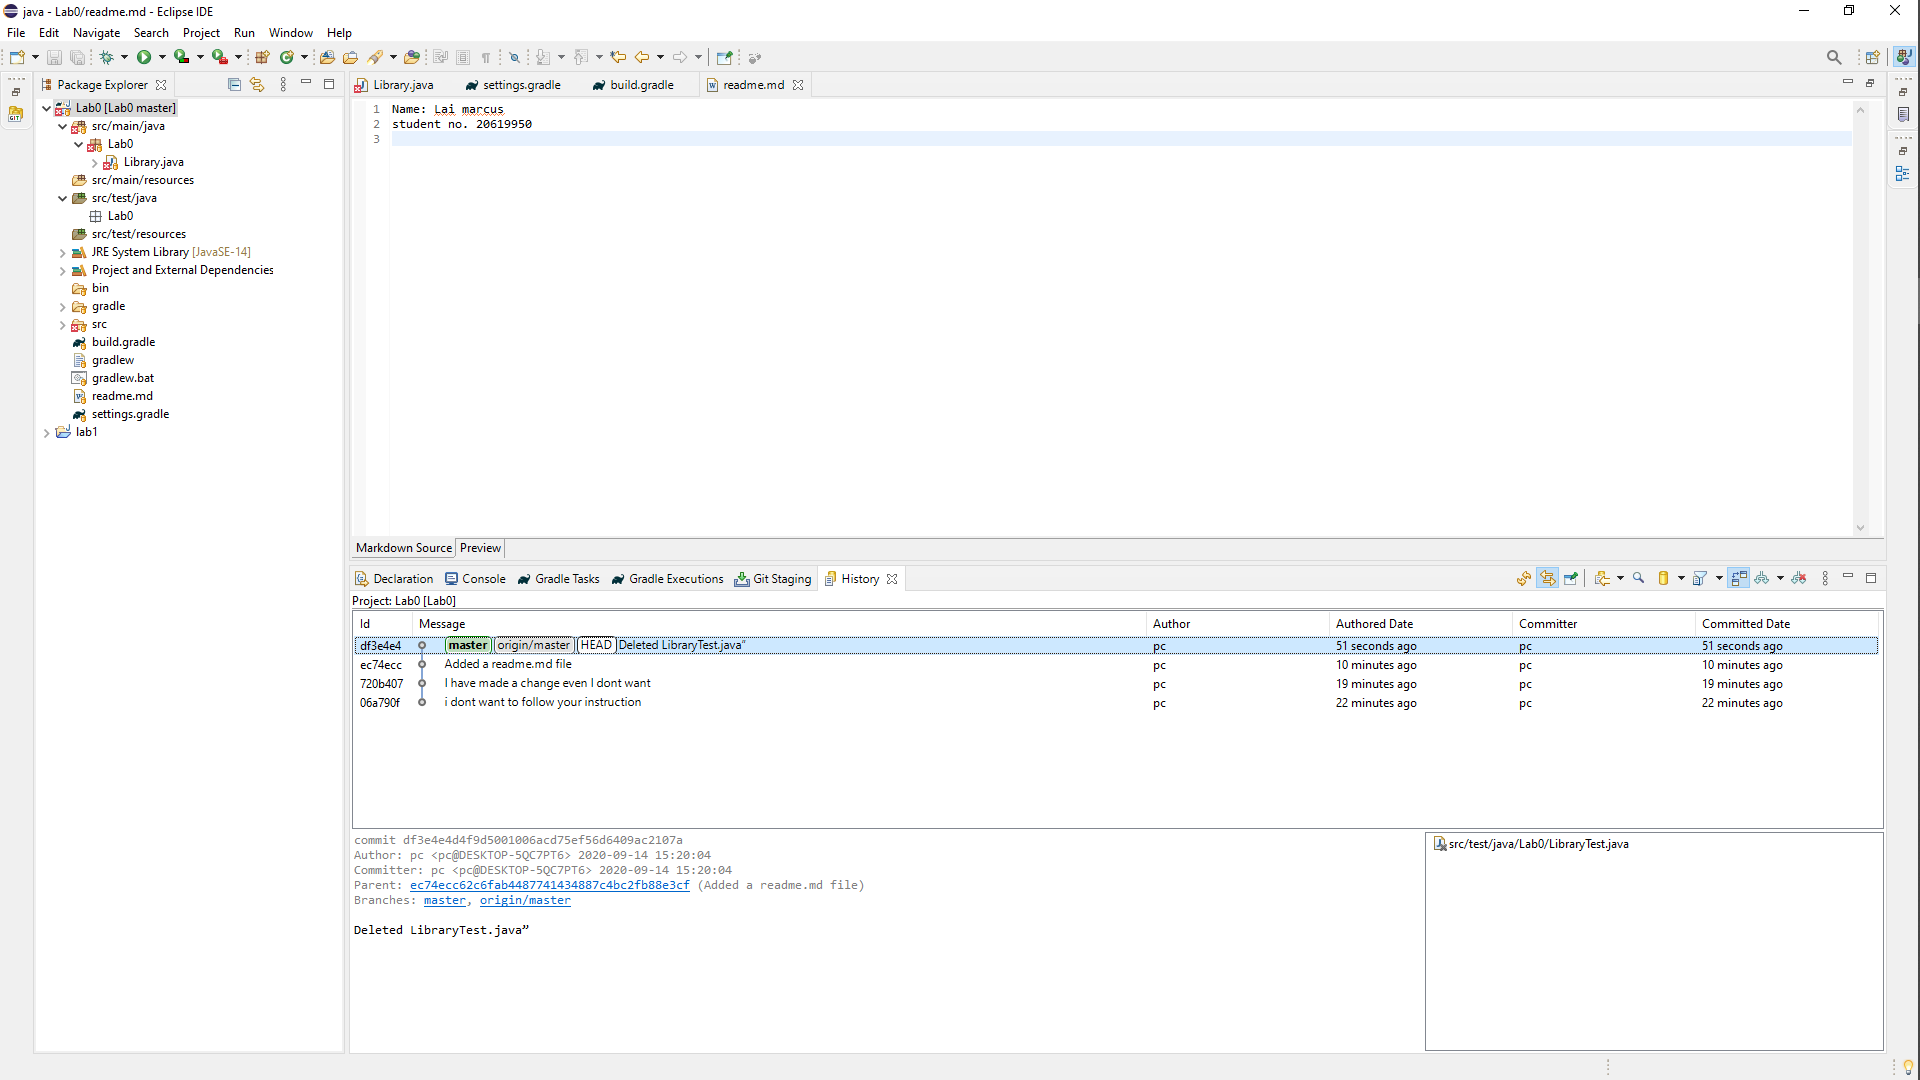 java - Lab0/readme.md - Eclipse IDE
File Edit Navigate Search Project Run Window Help
Package Explorer
Lab0 [Lab0 master]
src/main/java
Lab0
Library.java
src/main/resources
src/test/java
Lab0
src/test/resources
JRE System Library [JavaSE-14]
Project and External Dependencies
bin
gradle
src
build.gradle
gradlew
gradlew.bat
readme.md
settings.gradle
lab1
Library.java settings.gradle build.gradle readme.md
1 Name: Lai marcus
2 student no. 20619950
3
Markdown Source Preview
Declaration Console Gradle Tasks Gradle Executions Git Staging History
Project: Lab0 [Lab0]
Id Message Author Authored Date Committer Committed Date
df3e4e4 master origin/master HEAD Deleted LibraryTest.java” pc 51 seconds ago pc 51 seconds ago
ec74ecc Added a readme.md file pc 10 minutes ago pc 10 minutes ago
720b407 I have made a change even I dont want pc 19 minutes ago pc 19 minutes ago
06a790f i dont want to follow your instruction pc 22 minutes ago pc 22 minutes ago
commit df3e4e4d4f9d5001006acd75ef56d6409ac2107a
Author: pc <pc@DESKTOP-5QC7PT6> 2020-09-14 15:20:04
Committer: pc <pc@DESKTOP-5QC7PT6> 2020-09-14 15:20:04
Parent: ec74ecc62c6fab4487741434887c4bc2fb88e3cf (Added a readme.md file)
Branches: master, origin/master
Deleted LibraryTest.java”
src/test/java/Lab0/LibraryTest.java